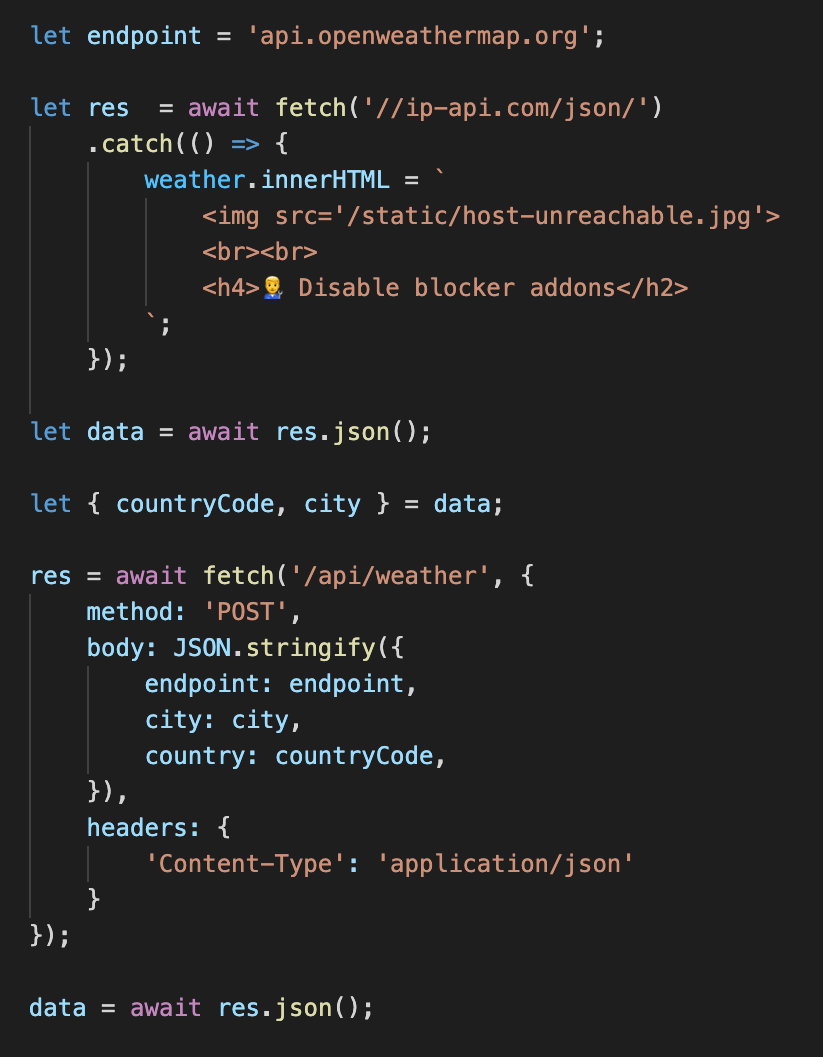 let endpoint = 'api.openweathermap.org';
let res  = await fetch('//ip-api.com/json/')
    .catch(() => {
        weather.innerHTML = `
            <img src='/static/host-unreachable.jpg'>
            <br><br>
            <h4>👨‍🔧 Disable blocker addons</h2>
        `;
    });
let data = await res.json();
let { countryCode, city } = data;
res = await fetch('/api/weather', {
    method: 'POST',
    body: JSON.stringify({
        endpoint: endpoint,
        city: city,
        country: countryCode,
    }),
    headers: {
        'Content-Type': 'application/json'
    }
});
data = await res.json();